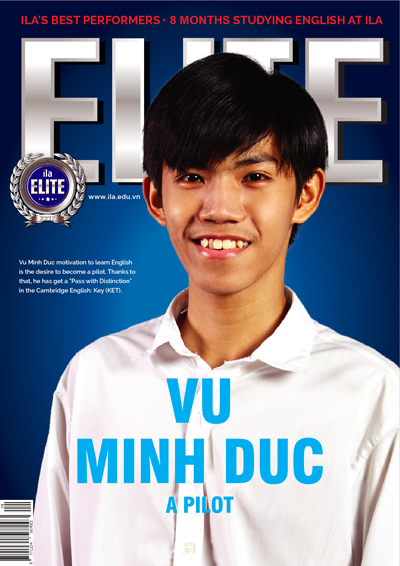 ILA'S BEST PERFORMERS • 8 MONTHS STUDYING ENGLISH AT ILA
ELITE
ila
ELITE
www.ila.edu.vn
Vu Minh Duc motivation to learn English
is the desire to become a pilot. Thanks to
that, he has get a "Pass with Distinction"
in the Cambridge English: Key (KET).
VU
MINH DUC
A PILOT